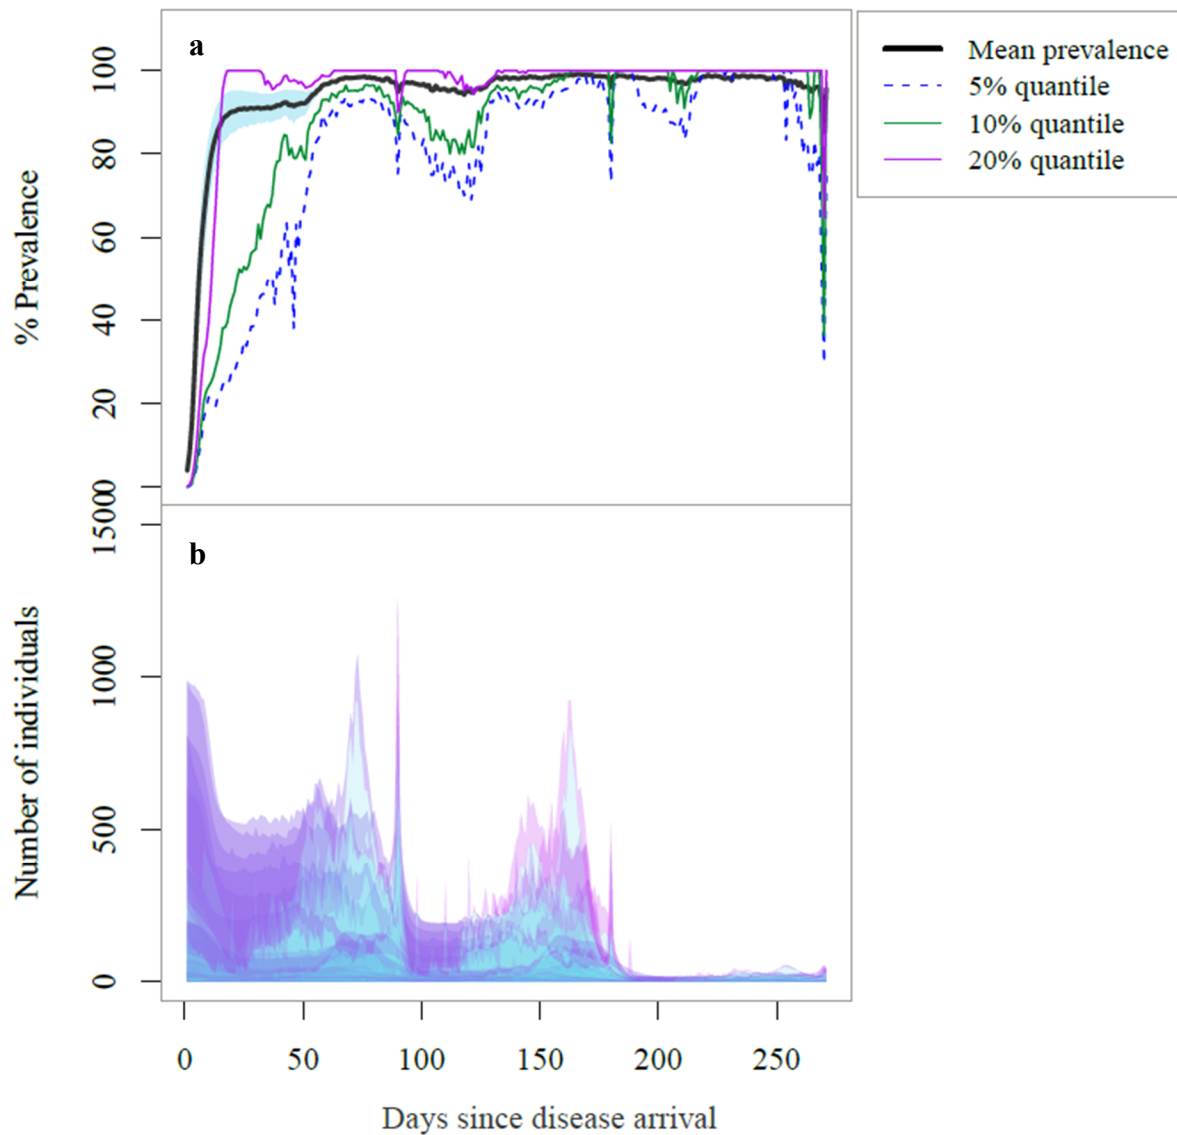 a
Mean prevalence
5% quantile
10% quantile
20% quantile
% Prevalence
100
80
60
40
20
b
Number of individuals
15000
1000
500
0
0 50 100 150 200 250
Days since disease arrival